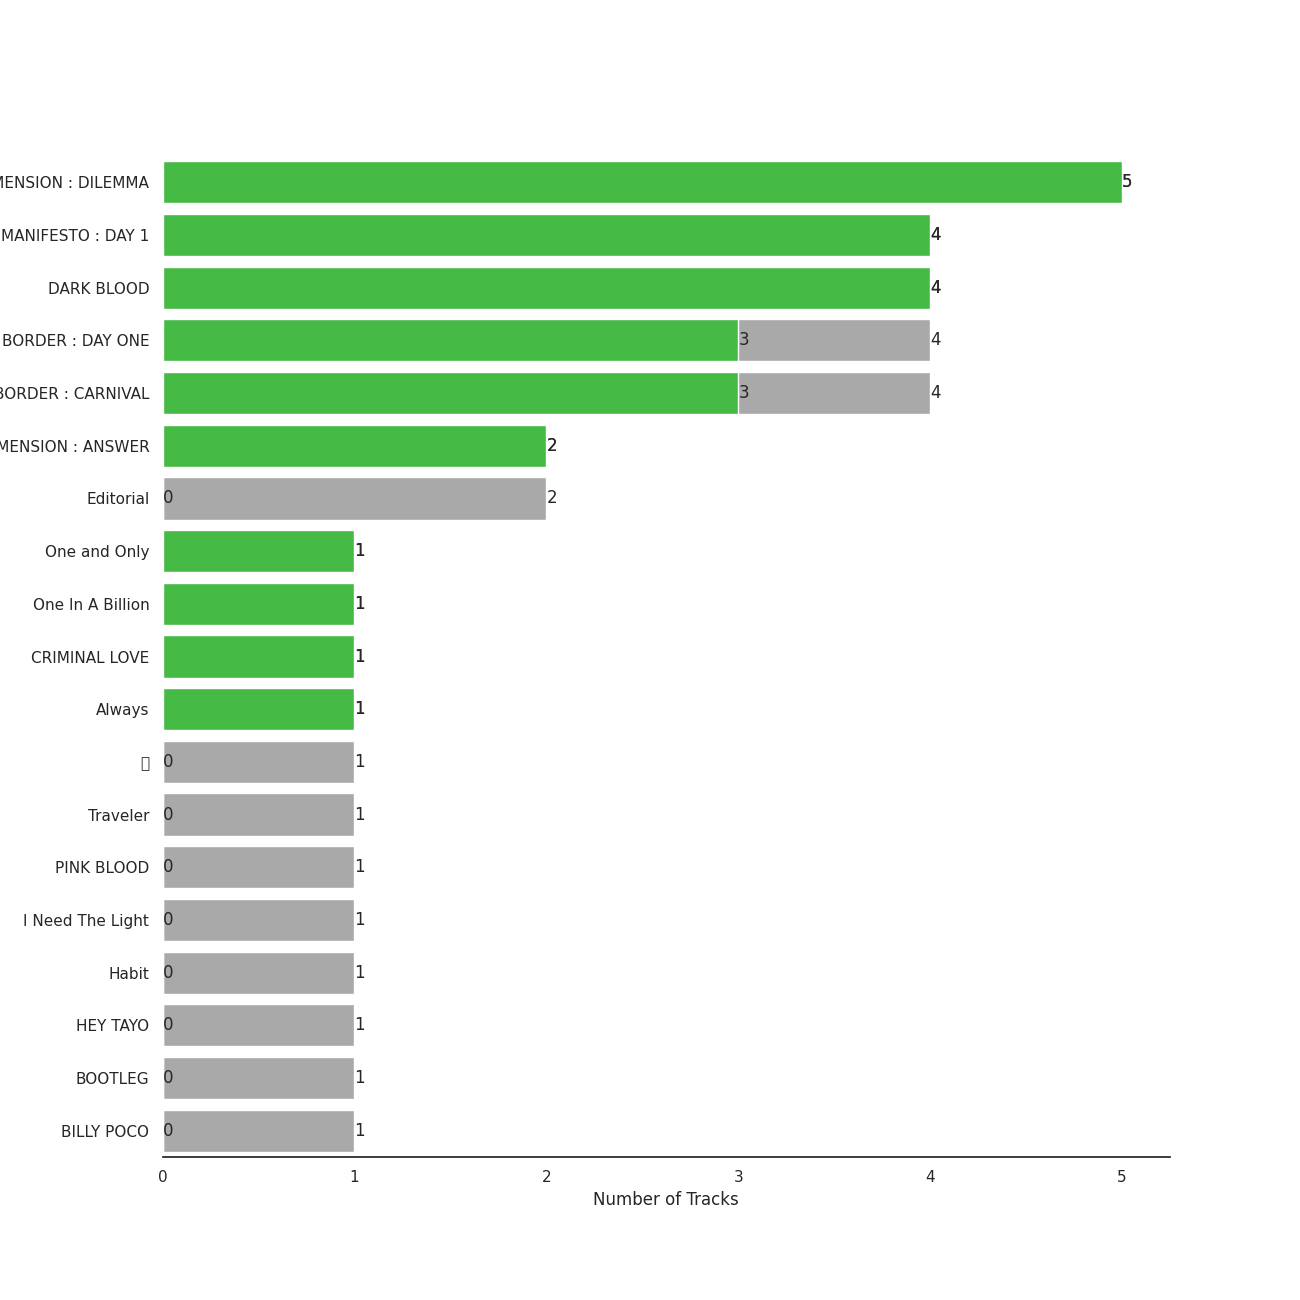 MENSION : DILEMMA 5
MANIFESTO : DAY 1 4
DARK BLOOD 4
BORDER : DAY ONE 3 4
BORDER : CARNIVAL 3 4
MENSION : ANSWER 2
Editorial 0 2
One and Only 1
One In A Billion 1
CRIMINAL LOVE 1
Always 1
0 1
Traveler 0 1
PINK BLOOD 0 1
I Need The Light 0 1
Habit 0 1
HEY TAYO 0 1
BOOTLEG 0 1
BILLY POCO 0 1
0 1 2 3 4 5
Number of Tracks